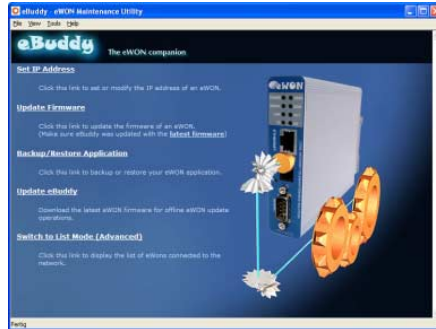 eBuddy - eWON Maintenance Utility
File View Tools Help
eBuddy The eWON companion
Set IP Address
Click this link to set or modify the IP address of an eWON.
Update Firmware
Click this link to update the firmware of an eWON.
(Make sure eBuddy was updated with the latest firmware)
Backup/Restore Application
Click this link to backup or restore your eWON application.
Update eBuddy
Download the latest eWON firmware for offline eWON update
operations.
Switch to List Mode (Advanced)
Click this link to display the list of eWons connected to the
network.
eWON
Fertig